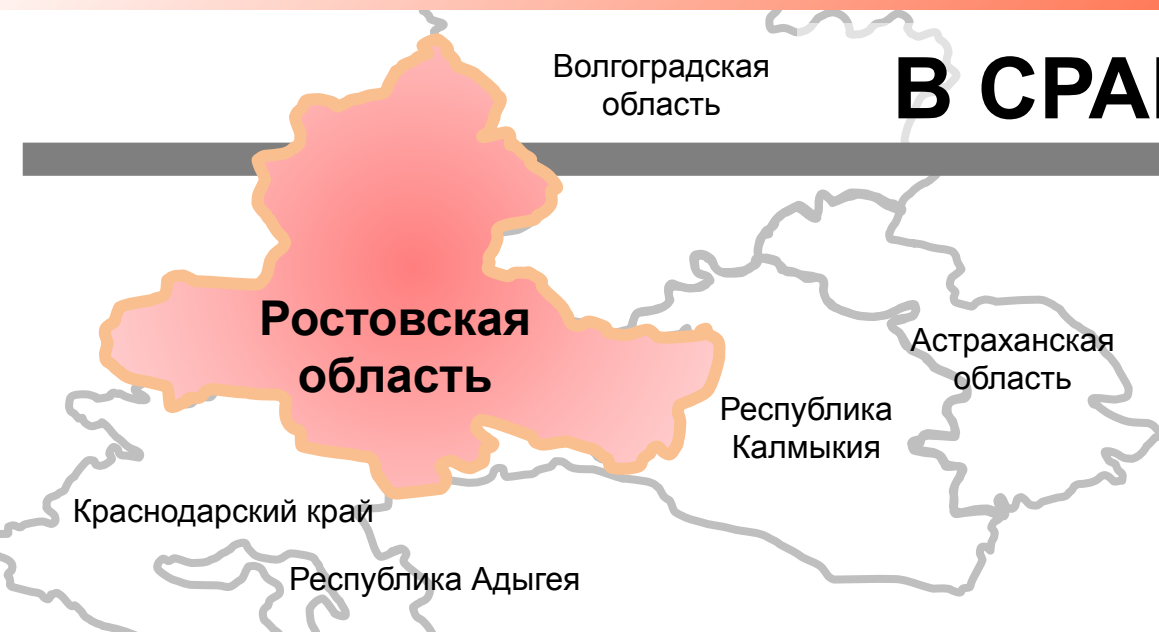 Волгоградская
область
В СРА
Ростовская
область
Астраханская
область
Республика
Калмыкия
Краснодарский край
Республика Адыгея